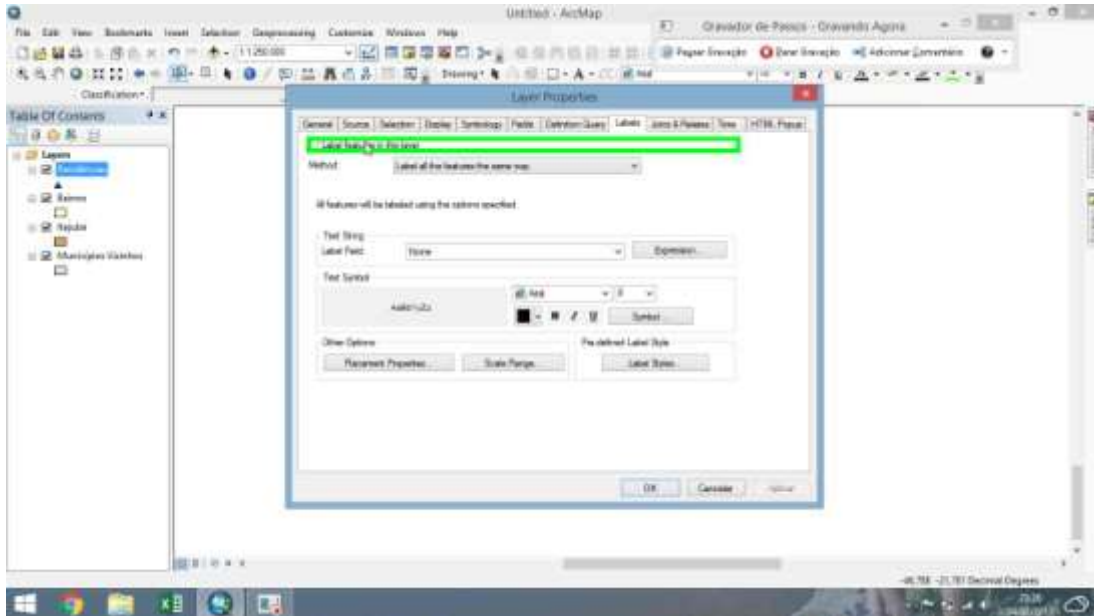 Untitled - ArcMap
Gravador de Passos - Gravando Agora
File Edit View Bookmarks Insert Selection Geoprocessing Customize Windows Help
Pausar Gravação Parar Gravação Adicionar Comentário
Drawing
Arial
Classification
Layer Properties
Table Of Contents
General Source Selection Display Symbology Fields Definition Query Labels Joins & Relates Time HTML Popup
Layers
Label features in this layer
Method: Label all the features the same way.
Bairros
All features will be labeled using the options specified.
Municípios Vizinhos
Text String
Label Field: None Expression...
Text Symbol
AaBbYyZz
Arial 8
B I U Symbol...
Other Options
Pre-defined Label Style
Placement Properties... Scale Range... Label Styles...
OK Cancelar Aplicar
Decimal Degrees